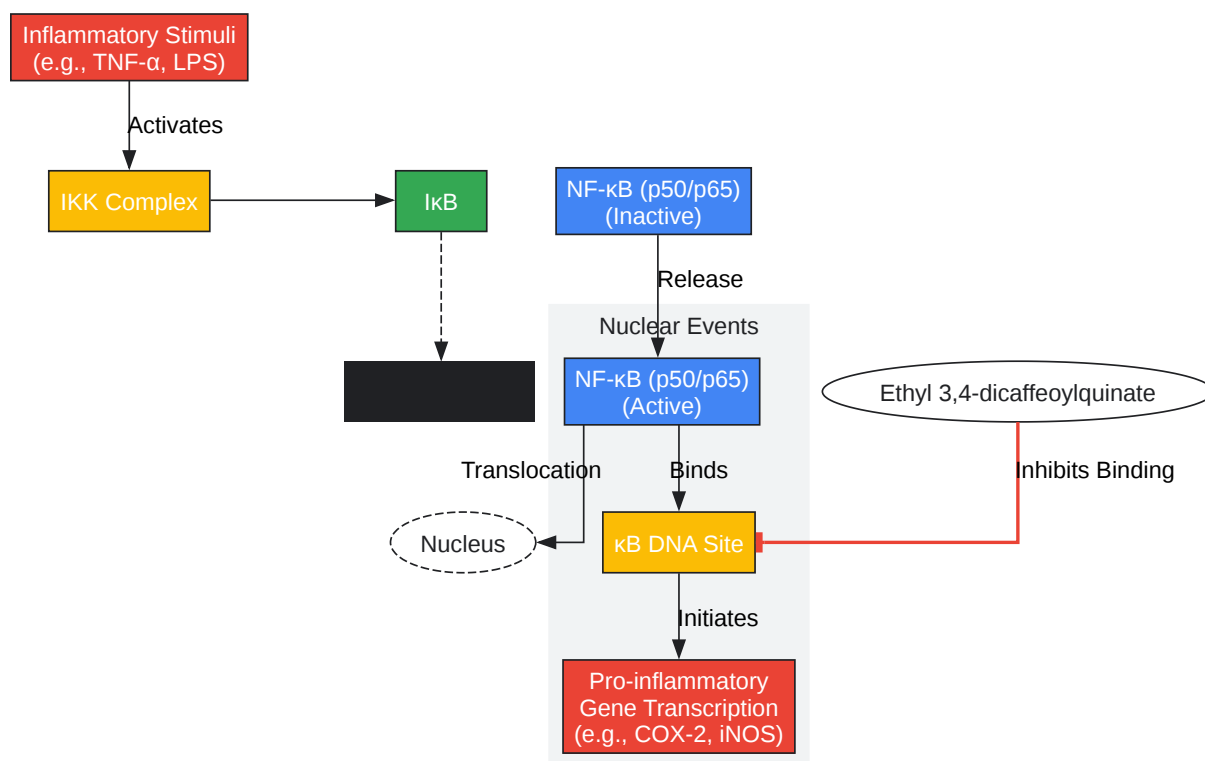 Inflammatory Stimuli
(e.g., TNF-α, LPS)
Activates
IKK Complex
IκB
NF-κB (p50/p65)
(Inactive)
Release
Nuclear Events
NF-κB (p50/p65)
(Active)
Ethyl 3,4-dicaffeoylquinate
Translocation
Binds
Inhibits Binding
Nucleus
κB DNA Site
Initiates
Pro-inflammatory
Gene Transcription
(e.g., COX-2, iNOS)